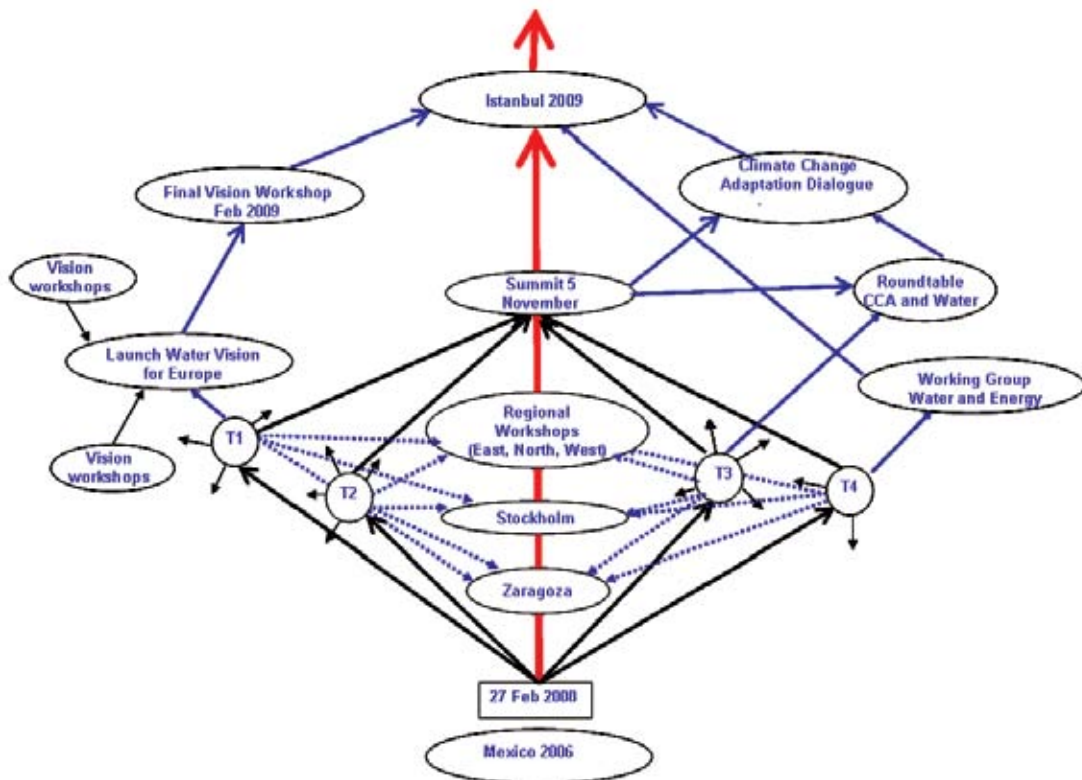 Istanbul 2009
Climate Change
Adaptation Dialogue
Final Vision Workshop
Feb 2009
Vision
workshops
Summit 5
November
Roundtable
CCA and Water
Launch Water Vision
for Europe
Working Group
Water and Energy
Regional
Workshops
(East, North, West)
T1
Vision
workshops
T2
T3
T4
Stockholm
Zaragoza
27 Feb 2008
Mexico 2006